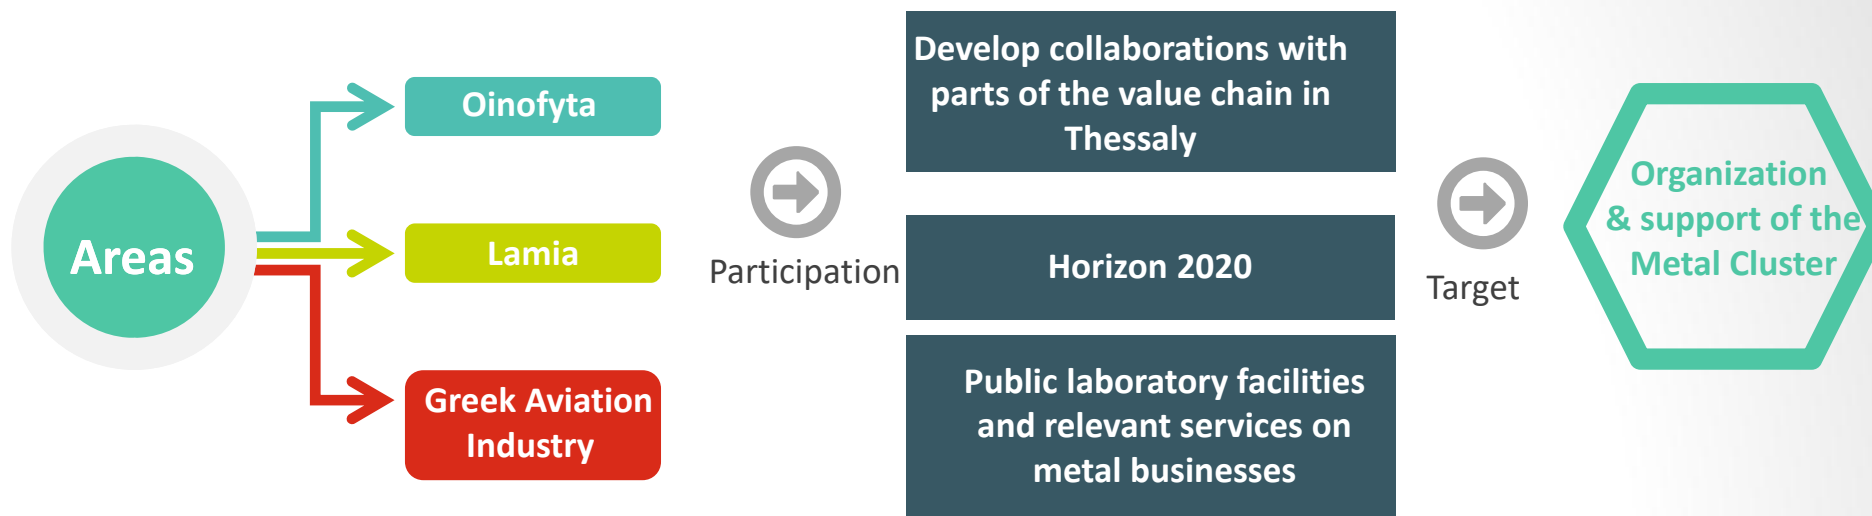 Areas
Oinofyta
Lamia
Greek Aviation
Industry
Participation
Develop collaborations with
parts of the value chain in
Thessaly
Horizon 2020
Public laboratory facilities
and relevant services on
metal businesses
Target
Organization
& support of the
Metal Cluster